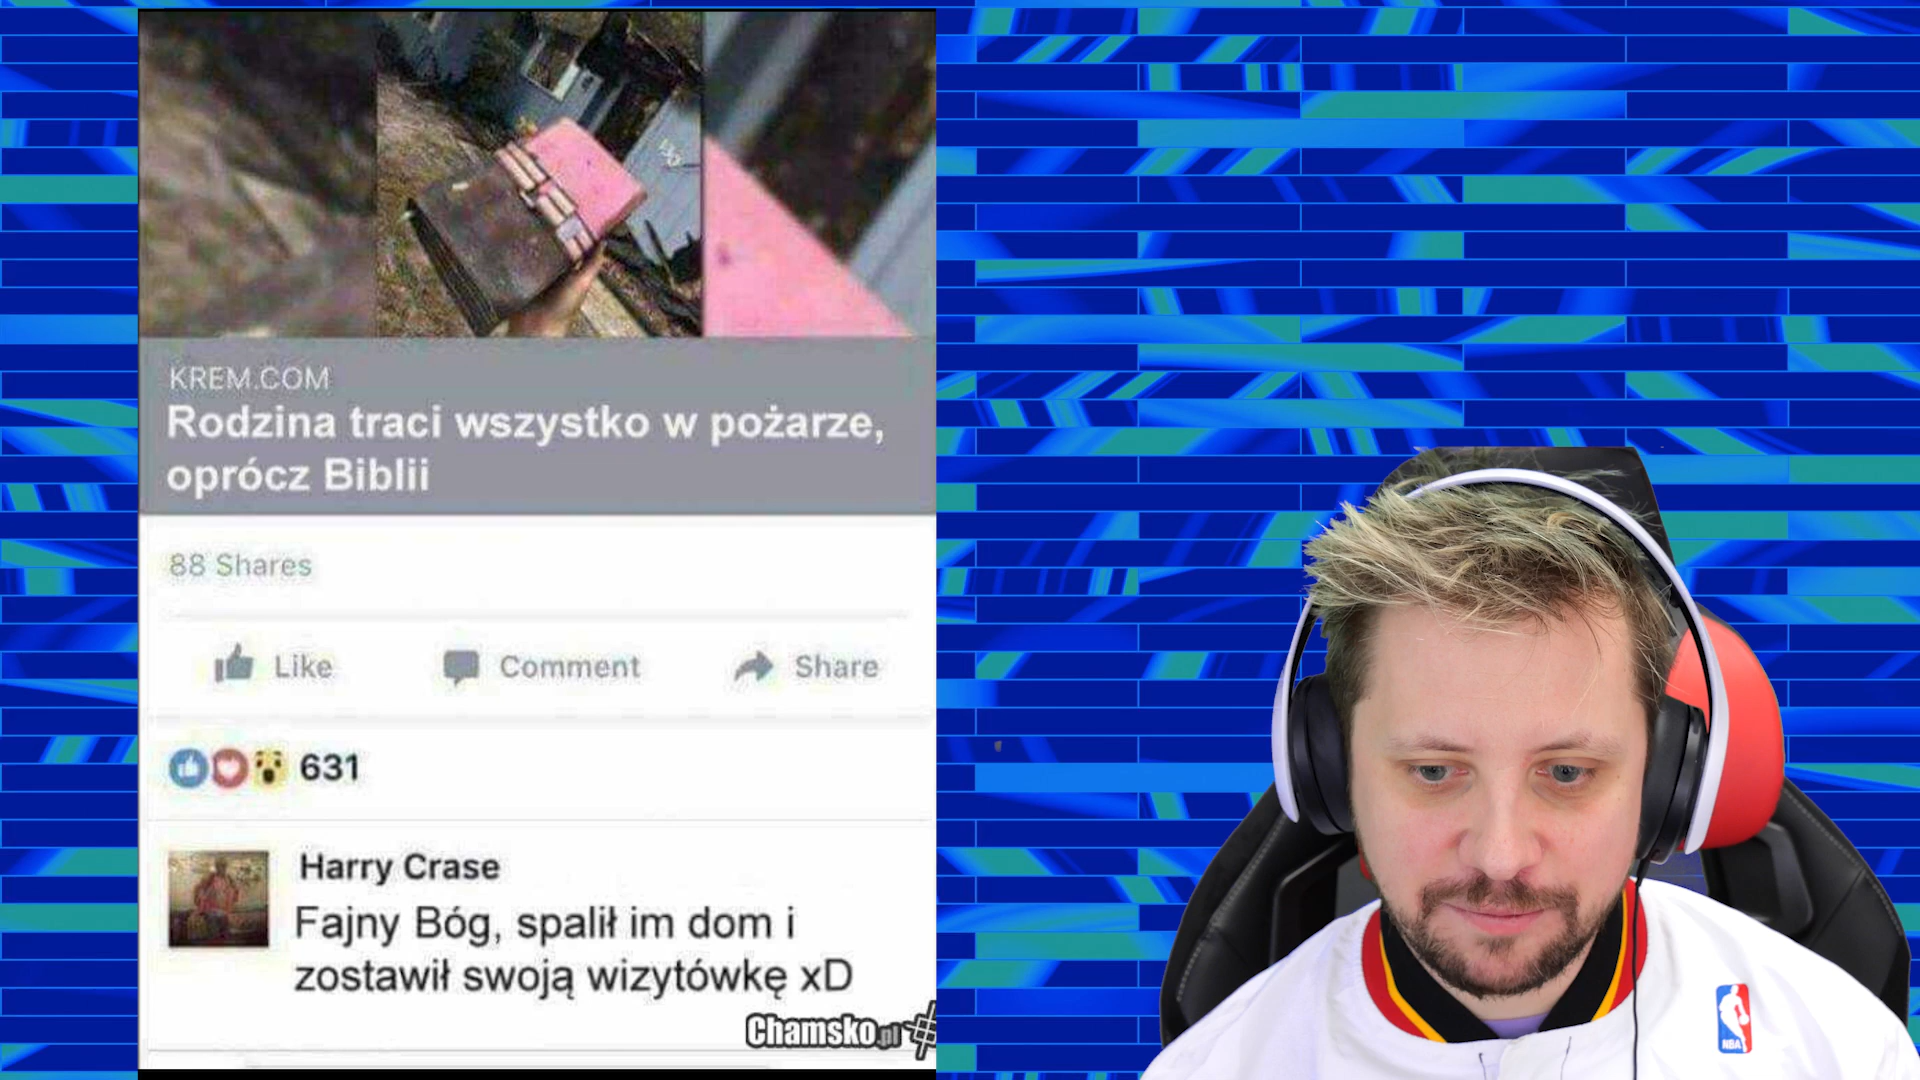 KREM.COM
Rodzina traci wszystko w pożarze,
oprócz Biblii
88 Shares
Like Comment Share
631
Harry Crase
Fajny Bóg, spalił im dom i
zostawił swoją wizytówkę xD
Chamsko.pl
NBA